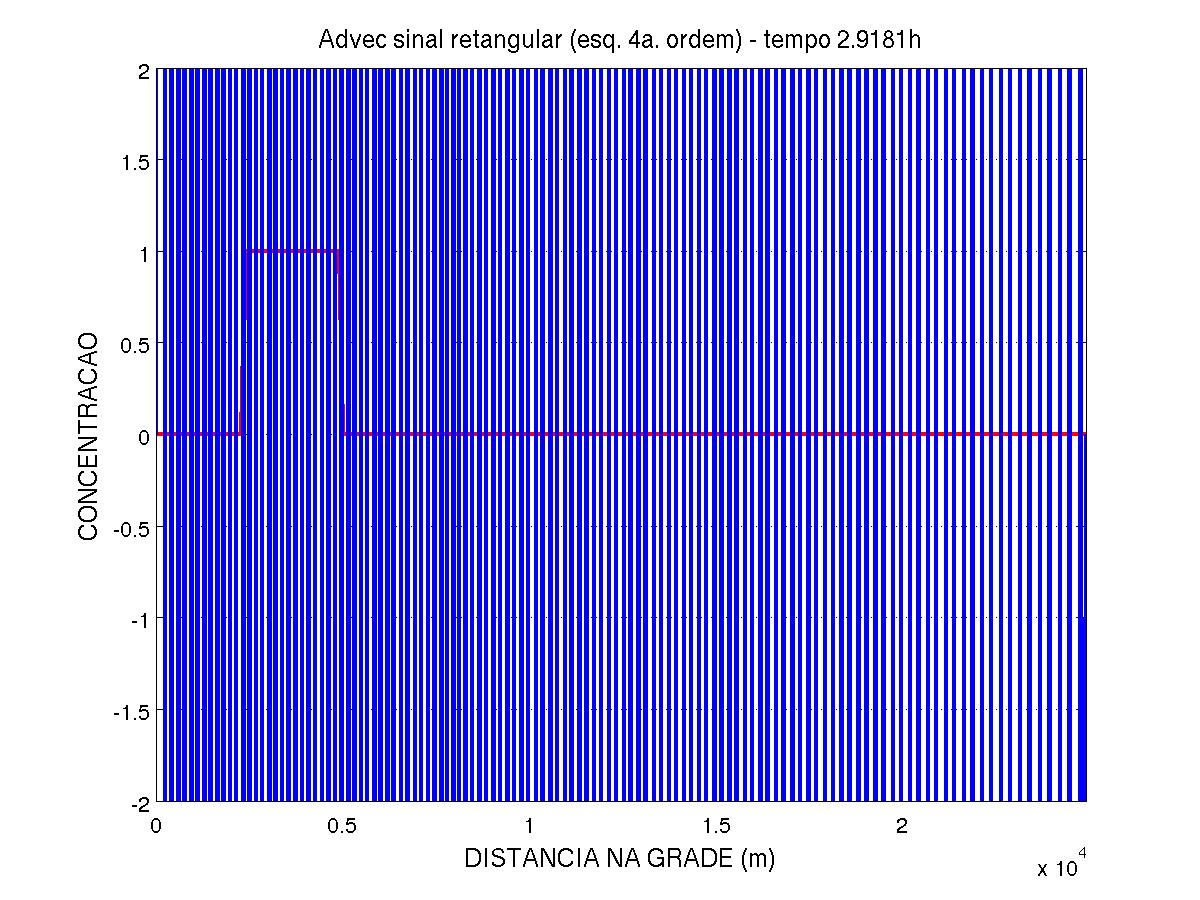 Advec sinal retangular (esq. 4a. ordem) - tempo 2.9181h
2
1.5
1
0.5
0
-0.5
-1
-1.5
-2
CONCENTRACAO
0 0.5 1 1.5 2
DISTANCIA NA GRADE (m)
x 10^4